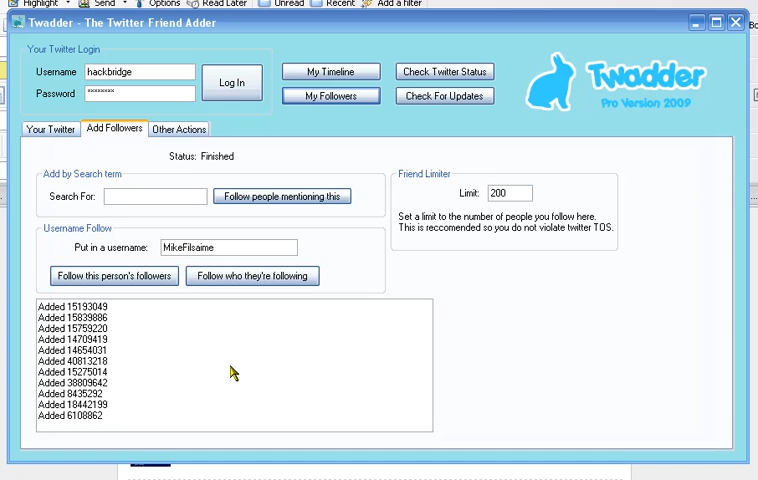 Highlight Send Options Read Later Unread Recent Add a filter
Twadder - The Twitter Friend Adder
Your Twitter Login
Username hackbridge
Password ********
Log In
My Timeline
Check Twitter Status
My Followers
Check For Updates
Twadder
Pro Version 2009
Your Twitter Add Followers Other Actions
Status: Finished
Add by Search term
Search For:
Follow people mentioning this
Friend Limiter
Limit: 200
Set a limit to the number of people you follow here.
This is reccomended so you do not violate twitter TOS.
Username Follow
Put in a username: MikeFilsaime
Follow this person's followers
Follow who they're following
Added 15193049
Added 15839886
Added 15759220
Added 14709419
Added 14654031
Added 40813218
Added 15275014
Added 38809642
Added 8435292
Added 18442199
Added 6108862